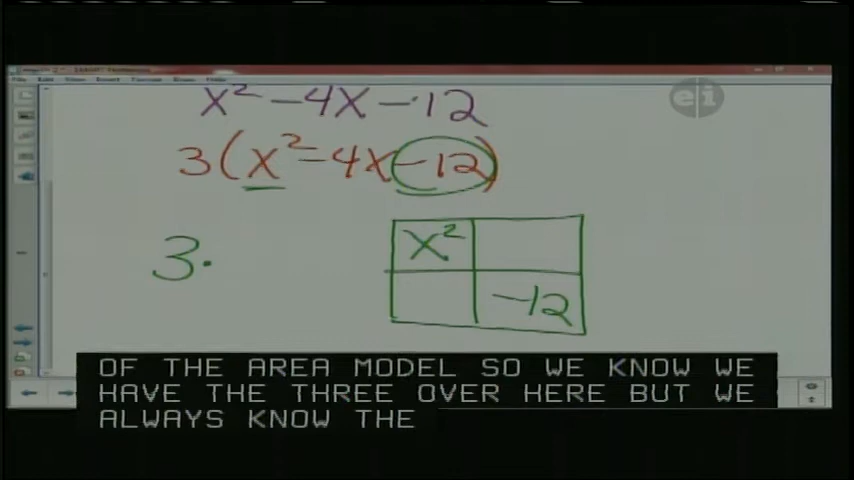 x² - 4x - 12
3(x² - 4x - 12)
3·
x²
-12
ei
OF THE AREA MODEL SO WE KNOW WE
HAVE THE THREE OVER HERE BUT WE
ALWAYS KNOW THE